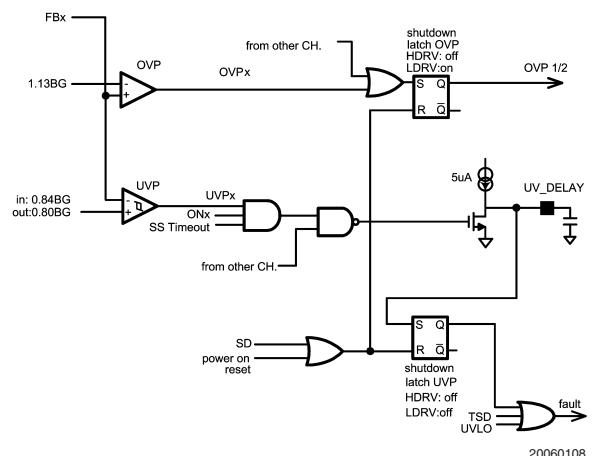 FBx
from other CH.
shutdown
latch OVP
HDRV: off
LDRV:on
OVP
OVPx
OVP 1/2
1.13BG
-
+
S Q
R Q
in: 0.84BG
out:0.80BG
UVP
-
+
UVPx
ONx
SS Timeout
5uA
UV_DELAY
from other CH.
SD
power on
reset
S Q
R Q
shutdown
latch UVP
HDRV: off
LDRV:off
TSD
UVLO
fault
20060108